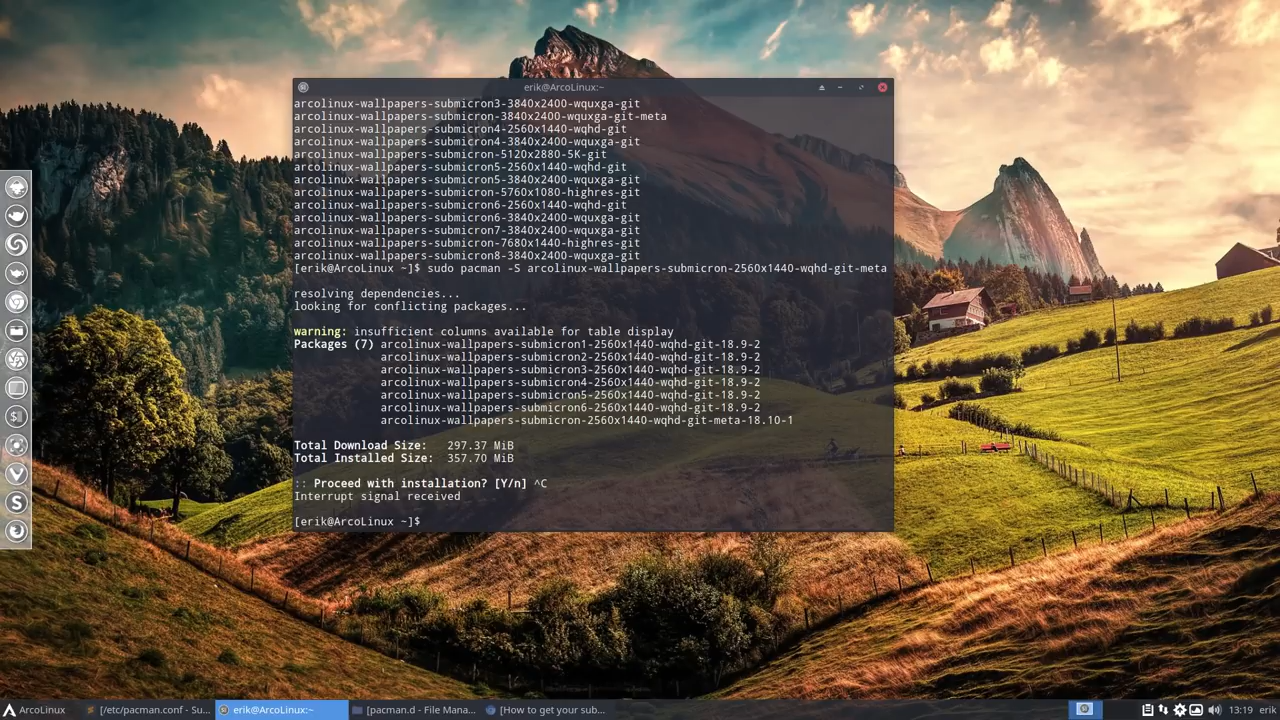 erik@ArcoLinux:~
arcolinux-wallpapers-submicron3-3840x2400-wquxga-git
arcolinux-wallpapers-submicron-3840x2400-wquxga-git-meta
arcolinux-wallpapers-submicron4-2560x1440-wqhd-git
arcolinux-wallpapers-submicron4-3840x2400-wquxga-git
arcolinux-wallpapers-submicron-5120x2880-5K-git
arcolinux-wallpapers-submicron5-2560x1440-wqhd-git
arcolinux-wallpapers-submicron5-3840x2400-wquxga-git
arcolinux-wallpapers-submicron-5760x1080-highres-git
arcolinux-wallpapers-submicron6-2560x1440-wqhd-git
arcolinux-wallpapers-submicron6-3840x2400-wquxga-git
arcolinux-wallpapers-submicron7-3840x2400-wquxga-git
arcolinux-wallpapers-submicron-7680x1440-highres-git
arcolinux-wallpapers-submicron8-3840x2400-wquxga-git
[erik@ArcoLinux ~]$ sudo pacman -S arcolinux-wallpapers-submicron-2560x1440-wqhd-git-meta
resolving dependencies...
looking for conflicting packages...
warning: insufficient columns available for table display
Packages (7) arcolinux-wallpapers-submicron1-2560x1440-wqhd-git-18.9-2
arcolinux-wallpapers-submicron2-2560x1440-wqhd-git-18.9-2
arcolinux-wallpapers-submicron3-2560x1440-wqhd-git-18.9-2
arcolinux-wallpapers-submicron4-2560x1440-wqhd-git-18.9-2
arcolinux-wallpapers-submicron5-2560x1440-wqhd-git-18.9-2
arcolinux-wallpapers-submicron6-2560x1440-wqhd-git-18.9-2
arcolinux-wallpapers-submicron-2560x1440-wqhd-git-meta-18.10-1
Total Download Size: 297.37 MiB
Total Installed Size: 357.70 MiB
:: Proceed with installation? [Y/n] ^C
Interrupt signal received
[erik@ArcoLinux ~]$
ArcoLinux [/etc/pacman.conf - Su... erik@ArcoLinux:~ [pacman.d - File Mana... [How to get your sub... 13:19 erik